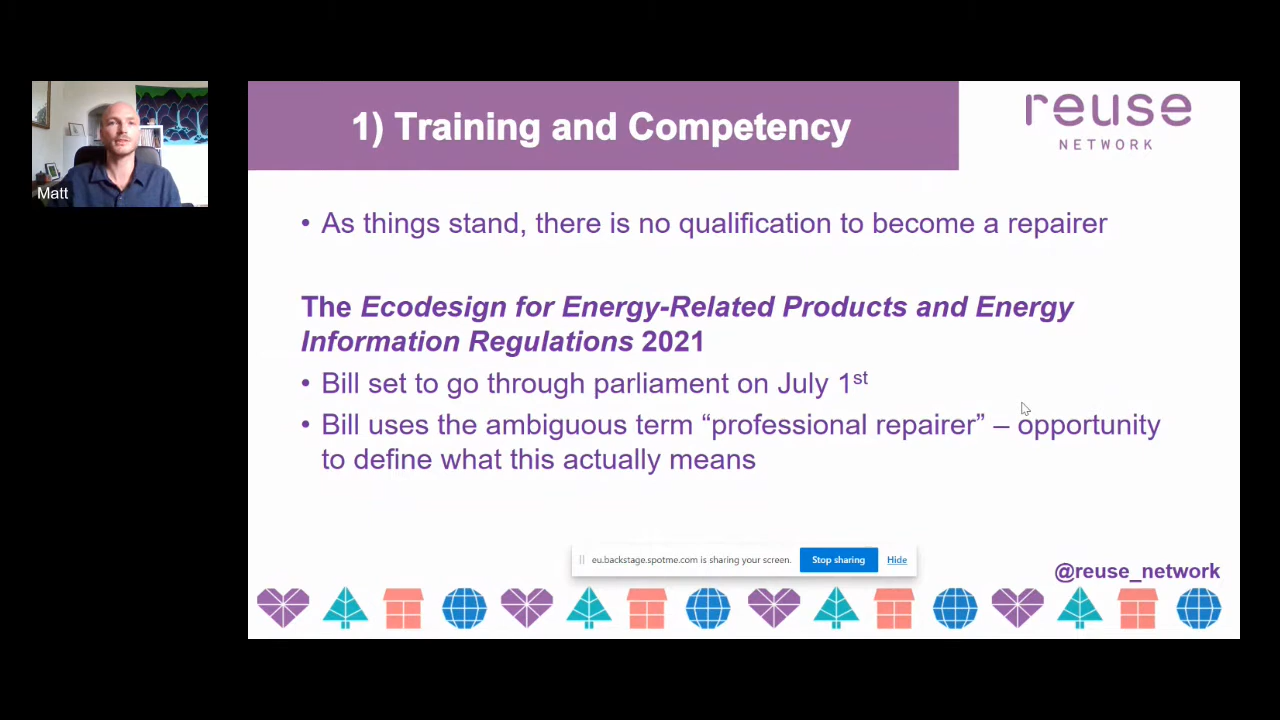 1) Training and Competency
reuse
NETWORK
Matt
• As things stand, there is no qualification to become a repairer
The Ecodesign for Energy-Related Products and Energy
Information Regulations 2021
• Bill set to go through parliament on July 1st
• Bill uses the ambiguous term “professional repairer” – opportunity
to define what this actually means
eu.backstage.spotme.com is sharing your screen. Stop sharing Hide
@reuse_network